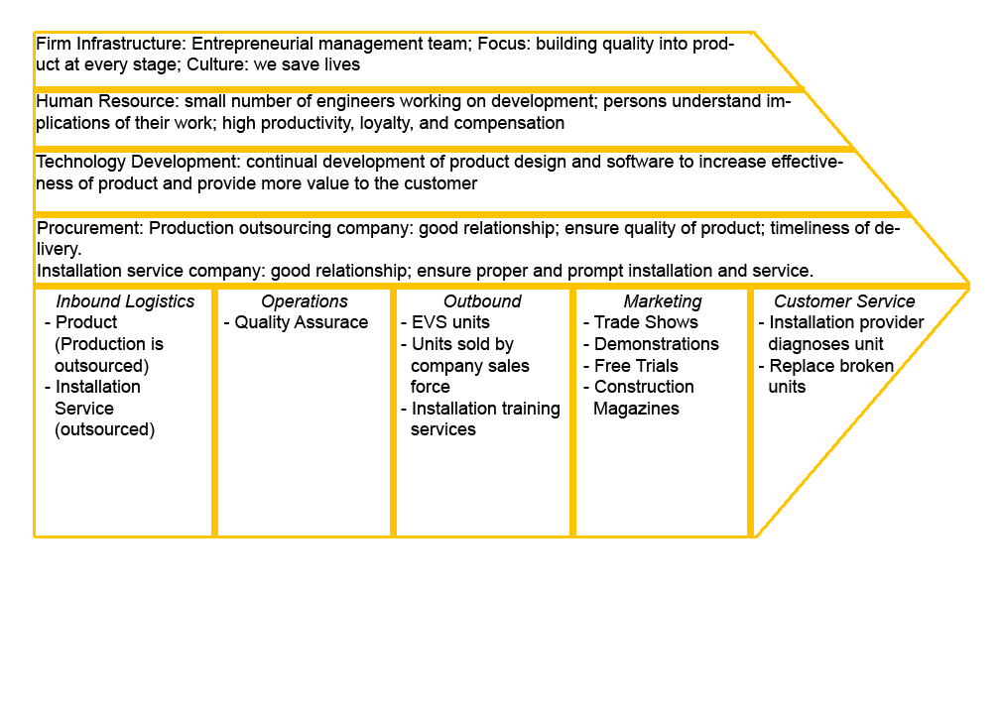 Firm Infrastructure: Entrepreneurial management team; Focus: building quality into prod-
uct at every stage; Culture: we save lives
Human Resource: small number of engineers working on development; persons understand im-
plications of their work; high productivity, loyalty, and compensation
Technology Development: continual development of product design and software to increase effective-
ness of product and provide more value to the customer
Procurement: Production outsourcing company: good relationship; ensure quality of product; timeliness of de-
livery.
Installation service company: good relationship; ensure proper and prompt installation and service.
Inbound Logistics
- Product
(Production is
outsourced)
- Installation
Service
(outsourced)
Operations
- Quality Assurace
Outbound
- EVS units
- Units sold by
company sales
force
- Installation training
services
Marketing
- Trade Shows
- Demonstrations
- Free Trials
- Construction
Magazines
Customer Service
- Installation provider
diagnoses unit
- Replace broken
units